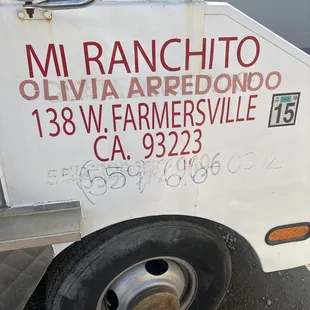 MI RANCHITO
OLIVIA ARREDONDO
138 W. FARMERSVILLE
CA. 93223
15